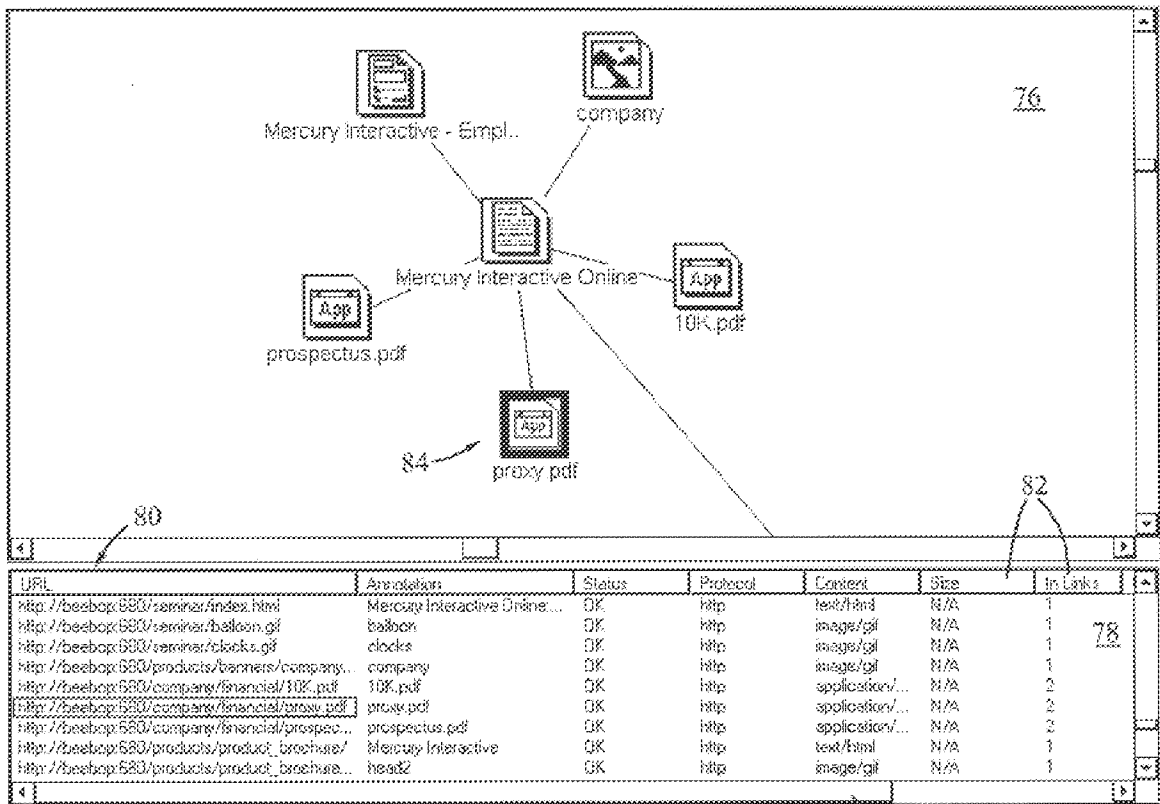 76
Mercury Interactive - Empl..
company
Mercury Interactive Online
App
10K.pdf
App
prospectus.pdf
App
proxy pdf
84
80
82
URL Annotation Status Protocol Content Size In Links
http://beebop:680/seminar/index.html Mercury Interactive Online:... OK http text/html N/A 1
http://beebop:680/seminar/balloon.gif balloon OK http image/gif N/A 1
http://beebop:680/seminar/clocks.gif clocks OK http image/gif N/A 1
http://beebop:680/products/banners/company... company OK http image/gif N/A 1
http://beebop:680/company/financial/10K.pdf 10K.pdf OK http application/... N/A 2
http://beebop:680/company/financial/proxy.pdf proxy.pdf OK http application/... N/A 2
http://beebop:680/company/financial/prospec... prospectus.pdf OK http application/... N/A 2
http://beebop:680/products/product_brochure/ Mercury Interactive OK http text/html N/A 1
http://beebop:680/products/product_brochure... head2 OK http image/gif N/A 1
78